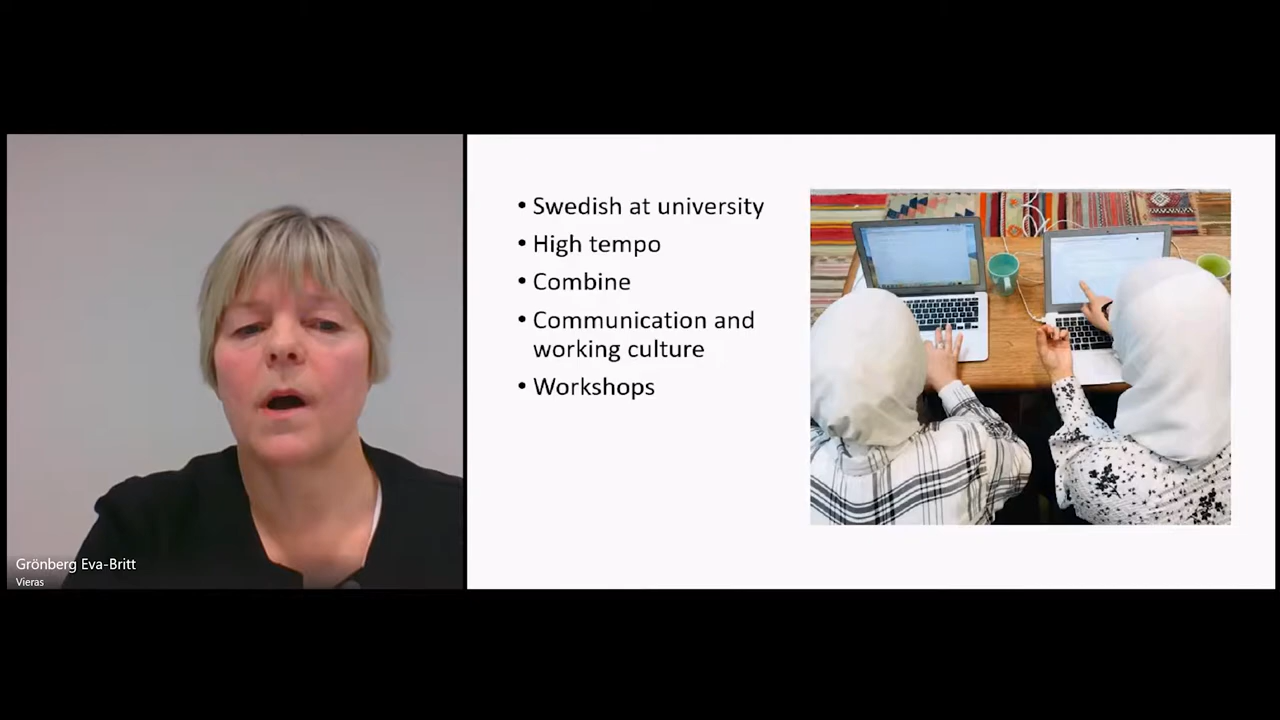 • Swedish at university
• High tempo
• Combine
• Communication and
working culture
• Workshops
Grönberg Eva-Britt
Vieras